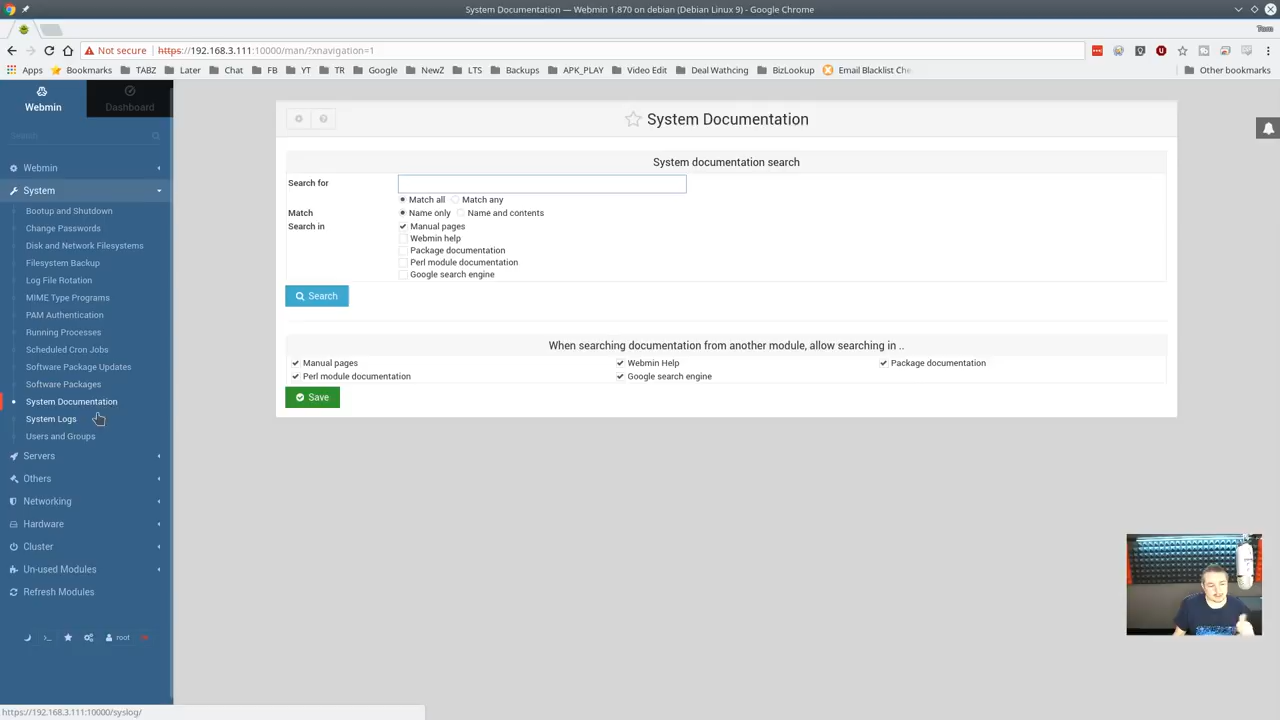 System Documentation — Webmin 1.870 on debian (Debian Linux 9) - Google Chrome
Tom
Not secure https://192.168.3.111:10000/man/?xnavigation=1
Apps Bookmarks TABZ Later Chat FB YT TR Google NewZ LTS Backups APK_PLAY Video Edit Deal Wathcing BizLookup Email Blacklist Che Other bookmarks
Webmin Dashboard
Search
Webmin
System
Bootup and Shutdown
Change Passwords
Disk and Network Filesystems
Filesystem Backup
Log File Rotation
MIME Type Programs
PAM Authentication
Running Processes
Scheduled Cron Jobs
Software Package Updates
Software Packages
System Documentation
System Logs
Users and Groups
Servers
Others
Networking
Hardware
Cluster
Un-used Modules
Refresh Modules
root
https://192.168.3.111:10000/syslog/
System Documentation
System documentation search
Search for
Match all Match any
Match Name only Name and contents
Search in Manual pages
Webmin help
Package documentation
Perl module documentation
Google search engine
Search
When searching documentation from another module, allow searching in ..
Manual pages Webmin Help Package documentation
Perl module documentation Google search engine
Save